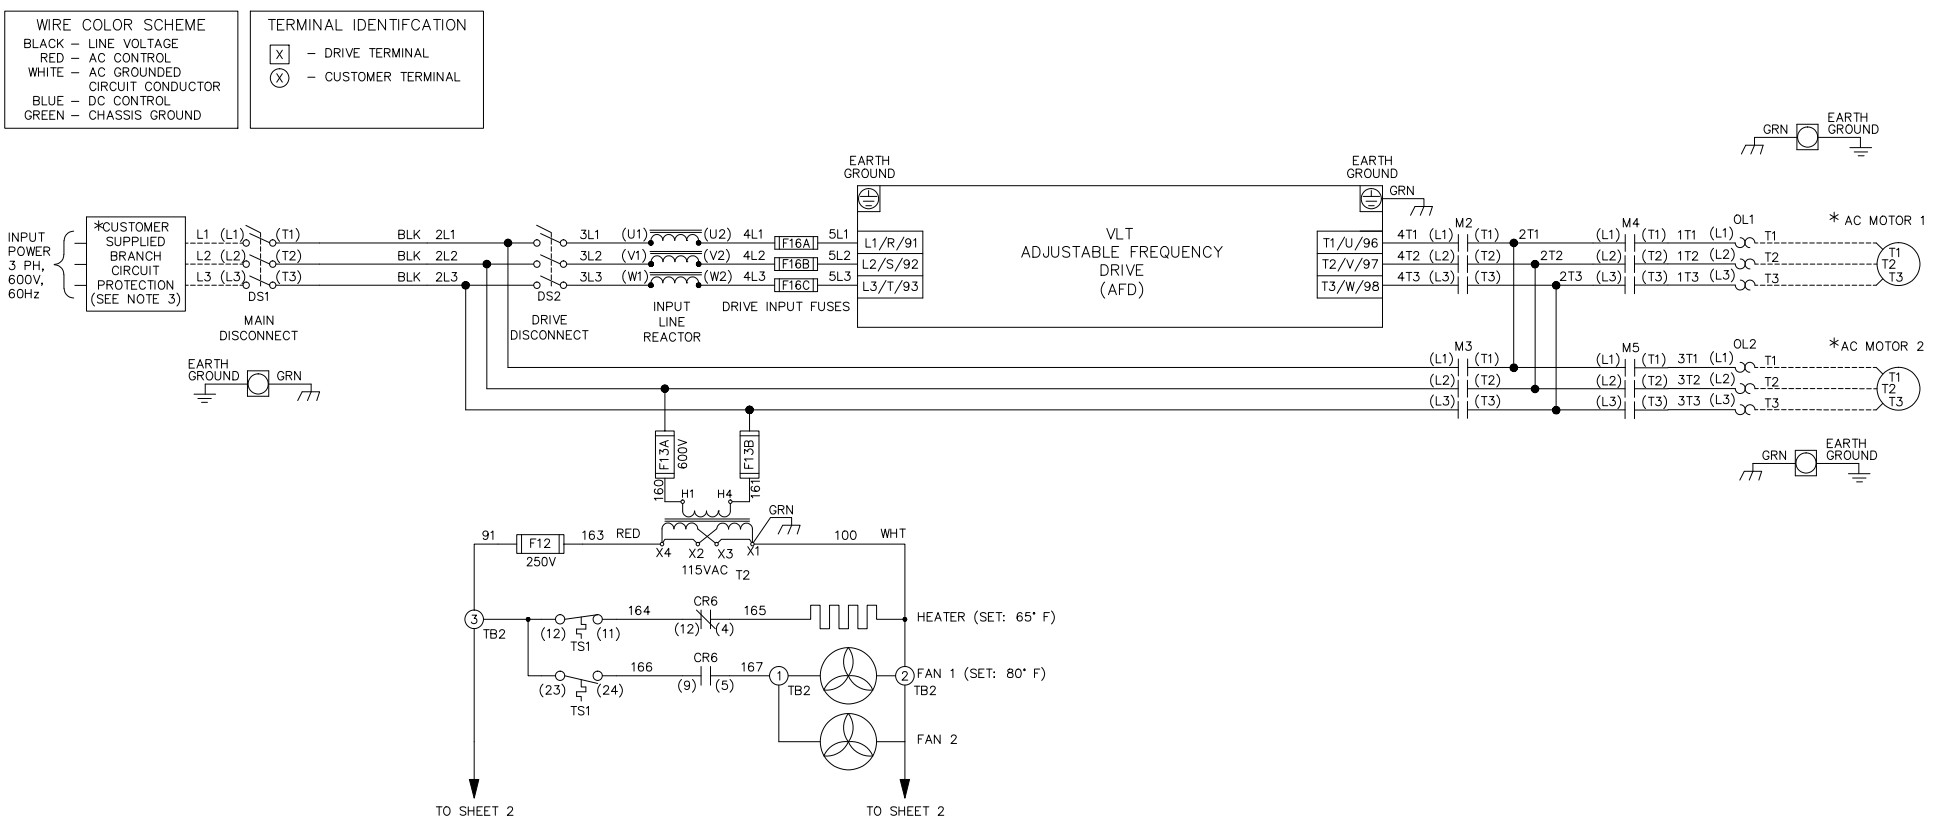 WIRE COLOR SCHEME
BLACK – LINE VOLTAGE
RED – AC CONTROL
WHITE – AC GROUNDED
CIRCUIT CONDUCTOR
BLUE – DC CONTROL
GREEN – CHASSIS GROUND
TERMINAL IDENTIFCATION
X – DRIVE TERMINAL
X – CUSTOMER TERMINAL
GRN
EARTH
GROUND
EARTH
GROUND
EARTH
GROUND
GRN
INPUT
POWER
3 PH,
600V,
60Hz
*CUSTOMER
SUPPLIED
BRANCH
CIRCUIT
PROTECTION
(SEE NOTE 3)
L1 (L1) (T1) BLK 2L1 3L1 (U1) (U2) 4L1 F16A 5L1 L1/R/91
L2 (L2) (T2) BLK 2L2 3L2 (V1) (V2) 4L2 F16B 5L2 L2/S/92
L3 (L3) (T3) BLK 2L3 3L3 (W1) (W2) 4L3 F16C 5L3 L3/T/93
DS1
MAIN
DISCONNECT
DS2
DRIVE
DISCONNECT
INPUT
LINE
REACTOR
DRIVE INPUT FUSES
VLT
ADJUSTABLE FREQUENCY
DRIVE
(AFD)
M2 M4 OL1 * AC MOTOR 1
T1/U/96 4T1 (L1) (T1) 2T1 (L1) (T1) 1T1 (L1) T1
T2/V/97 4T2 (L2) (T2) 2T2 (L2) (T2) 1T2 (L2) T2
T3/W/98 4T3 (L3) (T3) 2T3 (L3) (T3) 1T3 (L3) T3
T1
T2
T3
EARTH
GROUND
GRN
M3 M5 OL2 *AC MOTOR 2
(L1) (T1) (L1) (T1) 3T1 (L1) T1
(L2) (T2) (L2) (T2) 3T2 (L2) T2
(L3) (T3) (L3) (T3) 3T3 (L3) T3
T1
T2
T3
GRN
EARTH
GROUND
F13A
600V
F13B
160
161
H1 H4
GRN
91 F12 163 RED
250V
X4 X2 X3 X1
100 WHT
115VAC T2
3
TB2
(12) (11)
TS1
164
CR6
(12) (4)
165
HEATER (SET: 65° F)
(23) (24)
TS1
166
CR6
(9) (5)
167
1
TB2
2
TB2
FAN 1 (SET: 80° F)
FAN 2
TO SHEET 2
TO SHEET 2